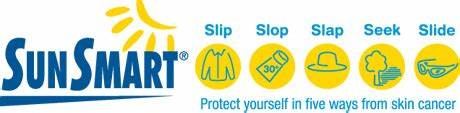 SUNSMART®
Slip Slop Slap Seek Slide
30+
Protect yourself in five ways from skin cancer